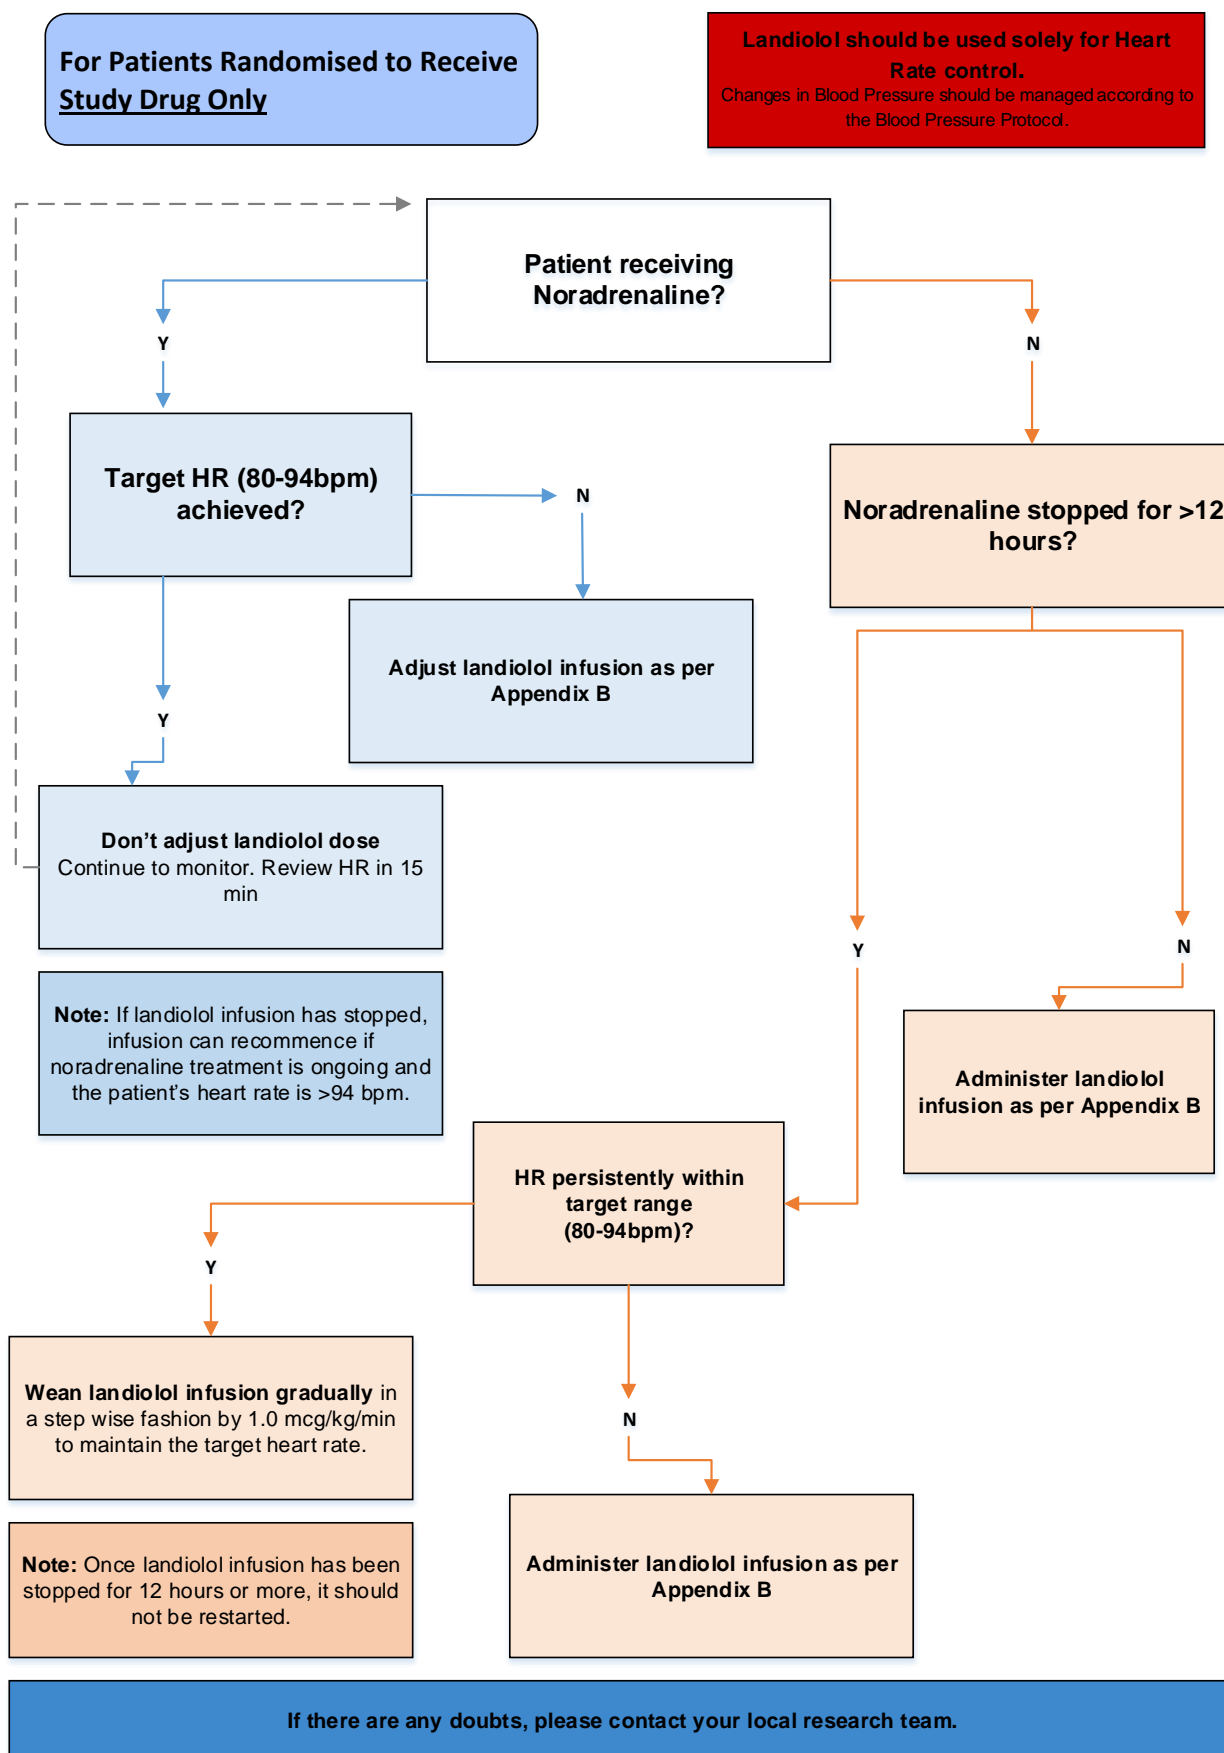 For Patients Randomised to Receive
Study Drug Only
Landiolol should be used solely for Heart
Rate control.
Changes in Blood Pressure should be managed according to
the Blood Pressure Protocol.
Patient receiving
Noradrenaline?
Y
N
Target HR (80-94bpm)
achieved?
N
Noradrenaline stopped for >12
hours?
Adjust landiolol infusion as per
Appendix B
Y
Don’t adjust landiolol dose
Continue to monitor. Review HR in 15
min
Y
N
Note: If landiolol infusion has stopped,
infusion can recommence if
noradrenaline treatment is ongoing and
the patient’s heart rate is >94 bpm.
Administer landiolol
infusion as per Appendix B
HR persistently within
target range
(80-94bpm)?
Y
Wean landiolol infusion gradually in
a step wise fashion by 1.0 mcg/kg/min
to maintain the target heart rate.
N
Note: Once landiolol infusion has been
stopped for 12 hours or more, it should
not be restarted.
Administer landiolol infusion as per
Appendix B
If there are any doubts, please contact your local research team.